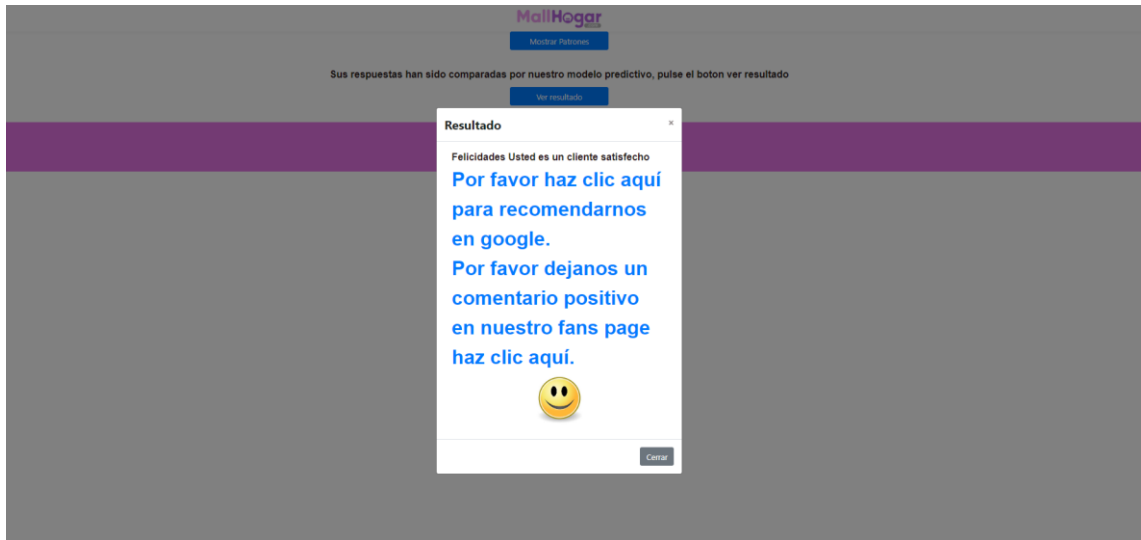 MallHogar
Mostrar Patrones
Sus respuestas han sido comparadas por nuestro modelo predictivo, pulse el boton ver resultado
Ver resultado
Resultado
×
Felicidades Usted es un cliente satisfecho
Por favor haz clic aquí
para recomendarnos
en google.
Por favor dejanos un
comentario positivo
en nuestro fans page
haz clic aquí.
Cerrar